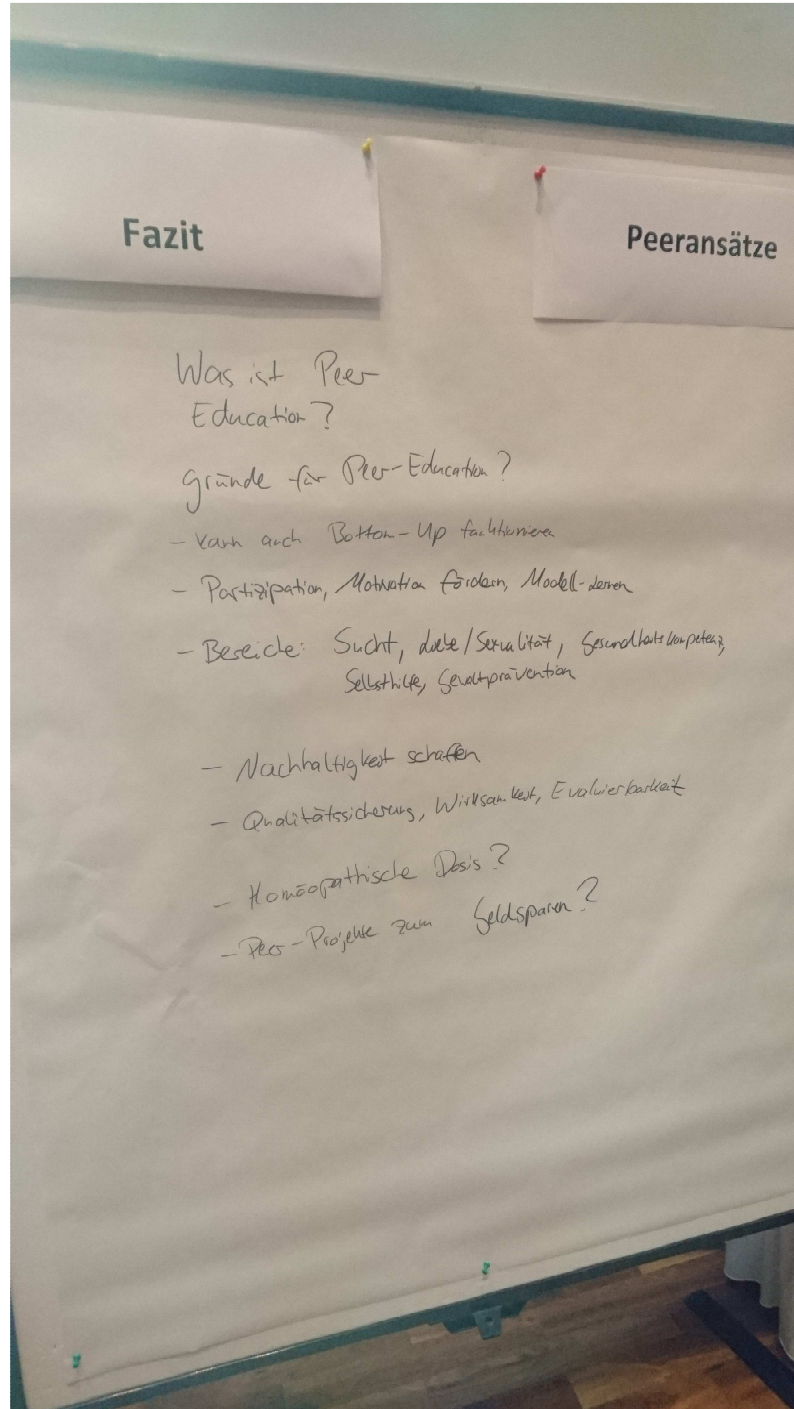 Fazit
Peeransätze
Was ist Peer
Education?
Gründe für Peer-Education?
- Kann auch Bottom-Up funktionieren
- Partizipation, Motivation fördern, Modell-Lernen
- Bereiche: Sucht, Liebe/Sexualität, Gesundheitskompetenz,
Selbsthilfe, Gewaltprävention
- Nachhaltigkeit schaffen
- Qualitätssicherung, Wirksamkeit, Evaluierbarkeit
- Homöopathische Dosis?
- Peer-Projekte zum Geldsparen?